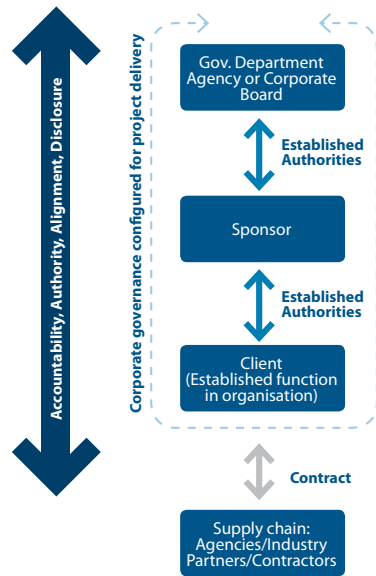 Accountability, Authority, Alignment, Disclosure
Corporate governance configured for project delivery
Gov. Department
Agency or Corporate
Board
Established
Authorities
Sponsor
Established
Authorities
Client
(Established function
in organisation)
Contract
Supply chain:
Agencies/Industry
Partners/Contractors